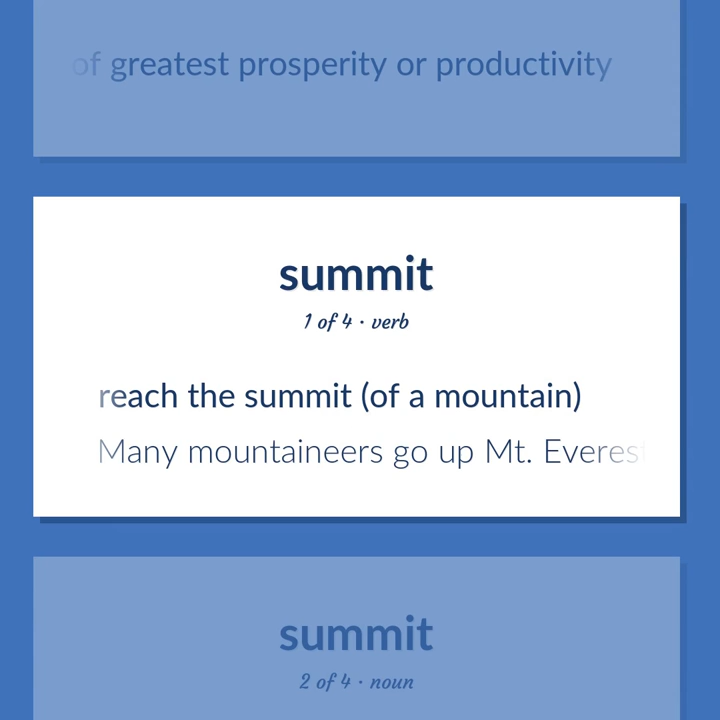 of greatest prosperity or productivity
summit
1 of 4 · verb
reach the summit (of a mountain)
Many mountaineers go up Mt. Everest
summit
2 of 4 · noun